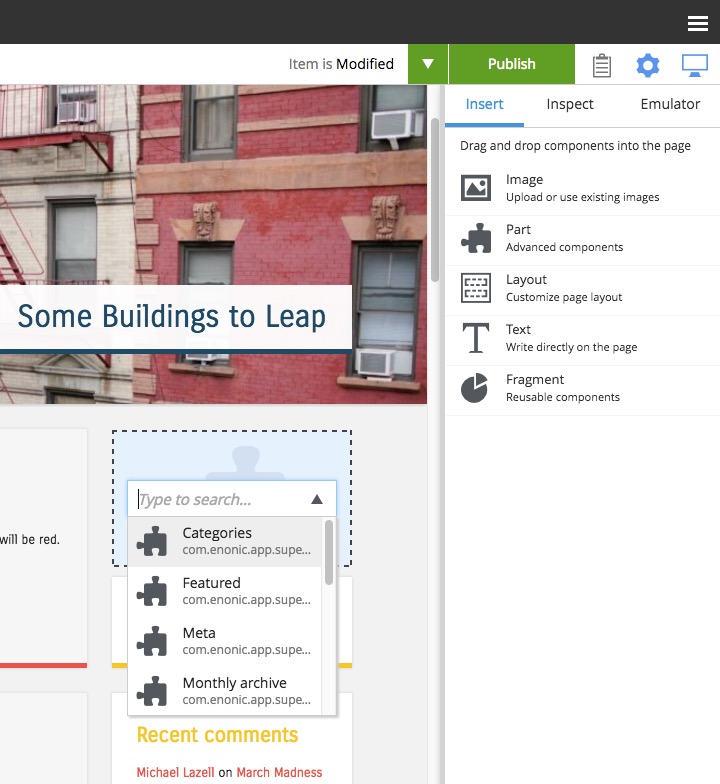 Item is Modified
Publish
Insert
Inspect
Emulator
Drag and drop components into the page
Image
Upload or use existing images
Part
Advanced components
Layout
Customize page layout
Text
Write directly on the page
Fragment
Reusable components
Some Buildings to Leap
will be red.
Type to search...
Categories
com.enonic.app.supe...
Featured
com.enonic.app.supe...
Meta
com.enonic.app.supe...
Monthly archive
com.enonic.app.supe...
Recent comments
Michael Lazell on March Madness